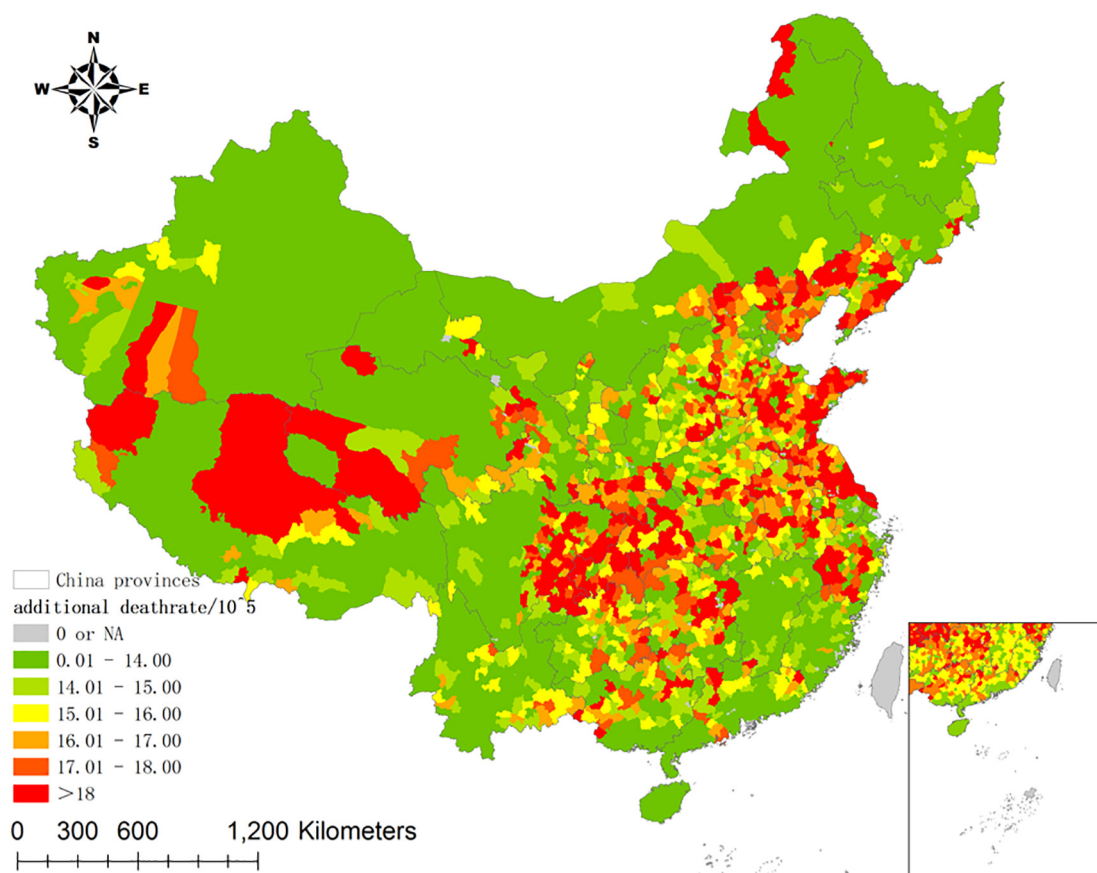 N
W E
S
China provinces
additional deathrate/10^5
0 or NA
0.01 - 14.00
14.01 - 15.00
15.01 - 16.00
16.01 - 17.00
17.01 - 18.00
>18
0 300 600 1,200 Kilometers